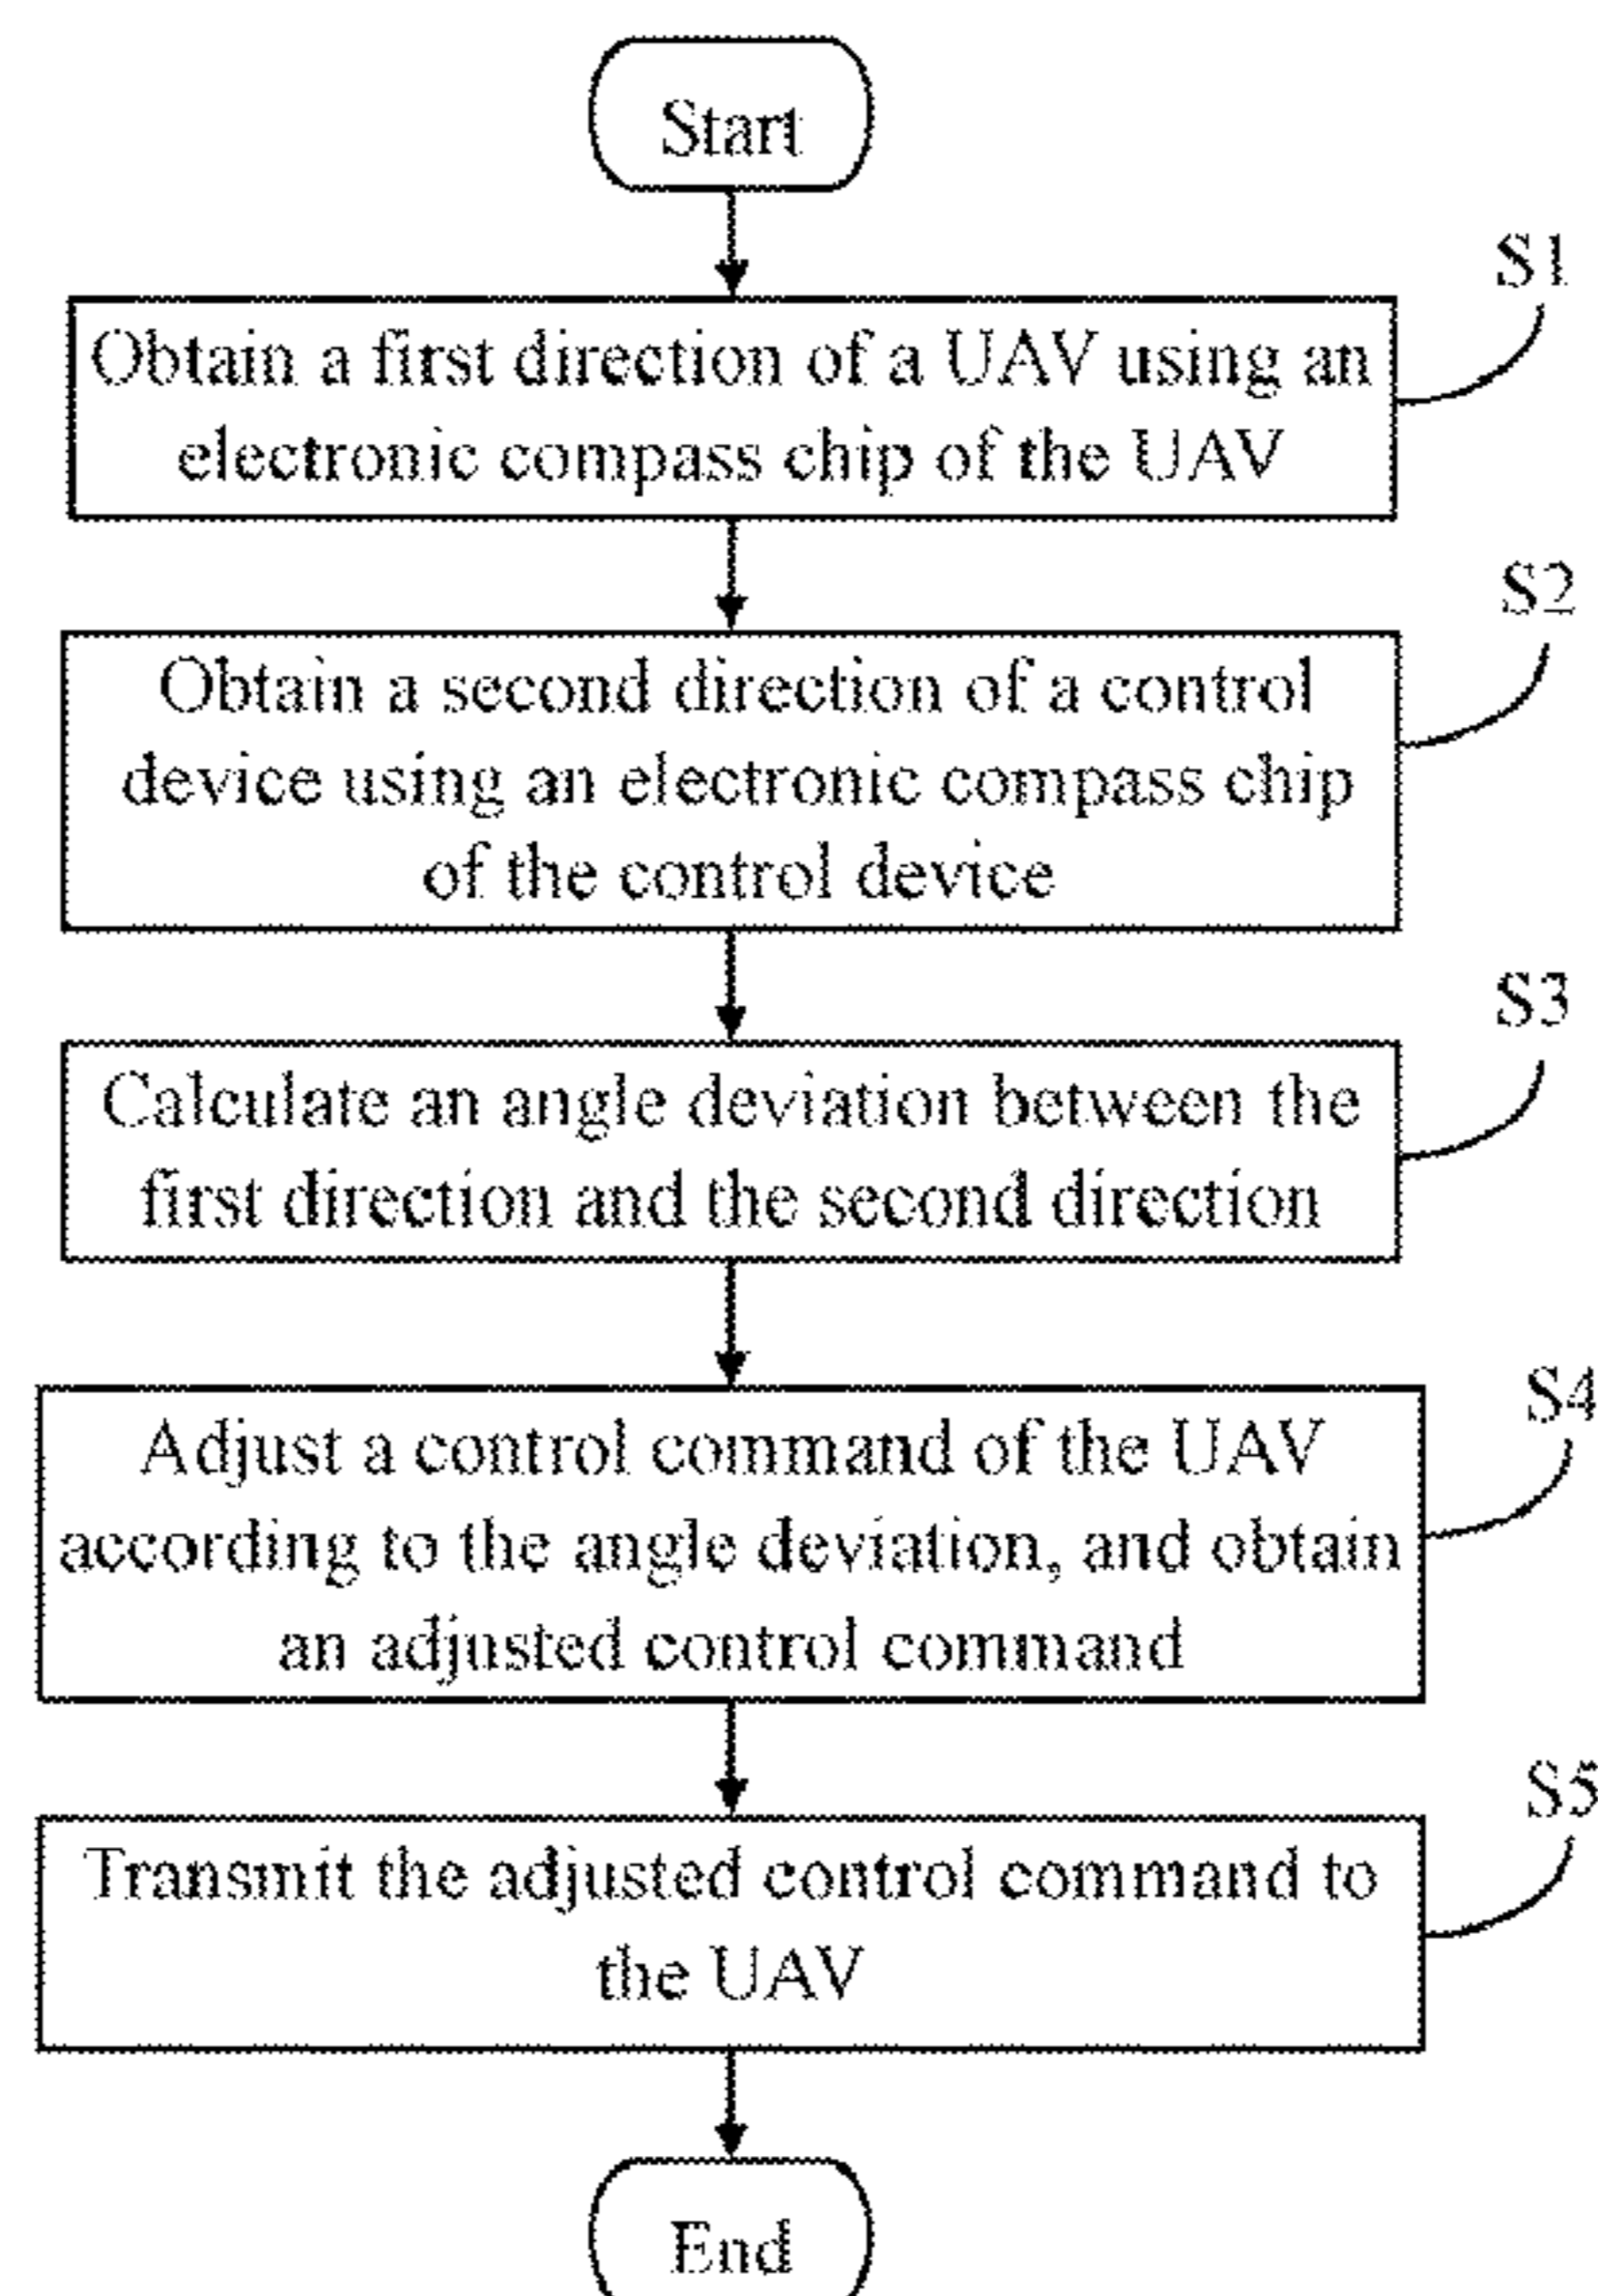 Start
S1
Obtain a first direction of a UAV using an
electronic compass chip of the UAV
S2
Obtain a second direction of a control
device using an electronic compass chip
of the control device
S3
Calculate an angle deviation between the
first direction and the second direction
S4
Adjust a control command of the UAV
according to the angle deviation, and obtain
an adjusted control command
S5
Transmit the adjusted control command to
the UAV
End